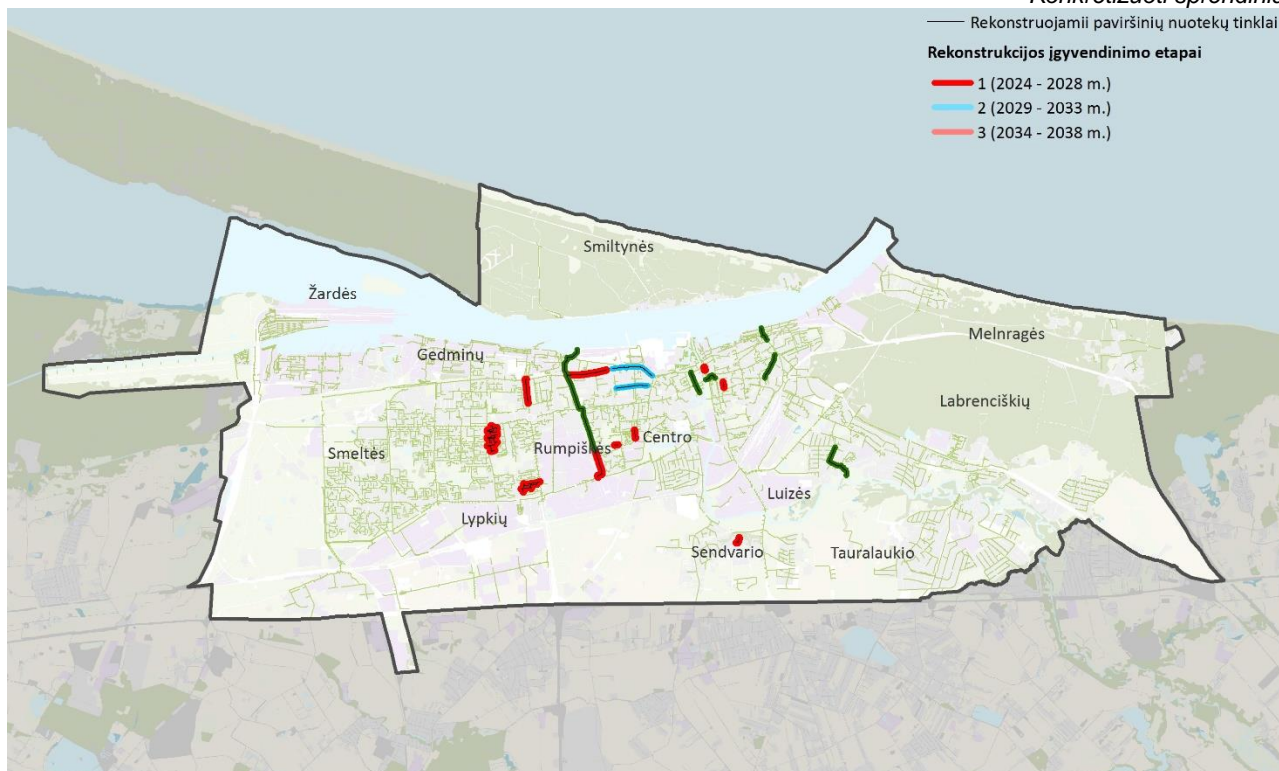 Rekonstruojamii paviršinių nuotekų tinklai
Rekonstrukcijos įgyvendinimo etapai
1 (2024 - 2028 m.)
2 (2029 - 2033 m.)
3 (2034 - 2038 m.)
Smiltynės
Žardės
Melnragės
Gedminų
Labrenciškių
Centro
Rumpiškės
Smeltės
Luizės
Lypkių
Sendvario
Tauralaukio